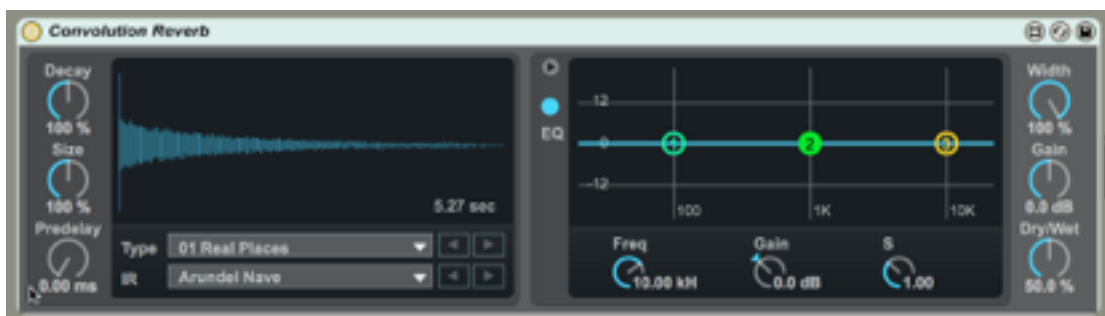 Convolution Reverb
Decay
100 %
Size
100 %
Predelay
0.00 ms
5.27 sec
Type
01 Real Places
IR
Arundel Nave
EQ
12
0
-12
1
2
3
100
1K
10K
Freq
10.00 kH
Gain
0.0 dB
S
1.00
Width
100 %
Gain
0.0 dB
Dry/Wet
50.0 %